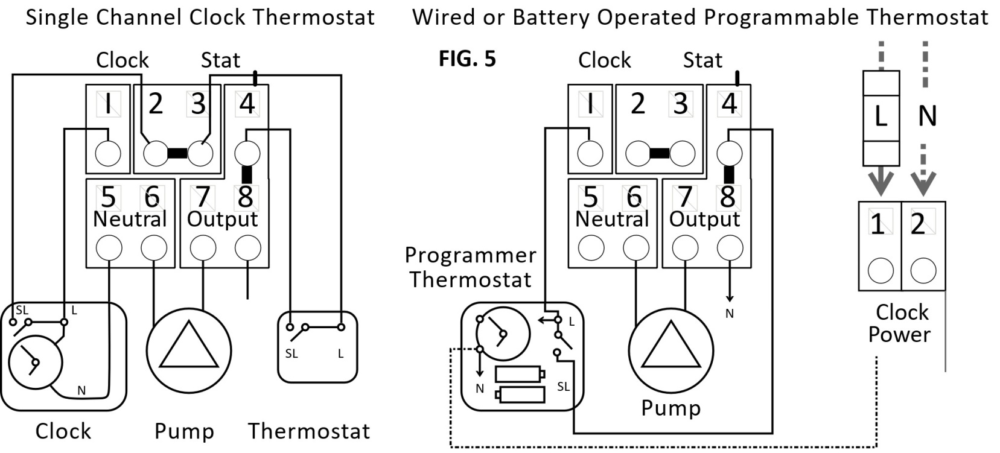 Single Channel Clock Thermostat
Clock Stat
1 2 3 4
5 6 7 8
Neutral Output
SL L
N
SL L
Clock Pump Thermostat
Wired or Battery Operated Programmable Thermostat
FIG. 5
Clock Stat
1 2 3 4
5 6 7 8
Neutral Output
Programmer
Thermostat
L
N
SL
N
Pump
L N
1 2
Clock
Power